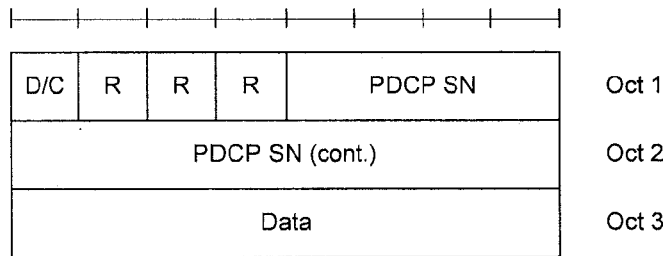 D/C R R R PDCP SN Oct 1
PDCP SN (cont.) Oct 2
Data Oct 3